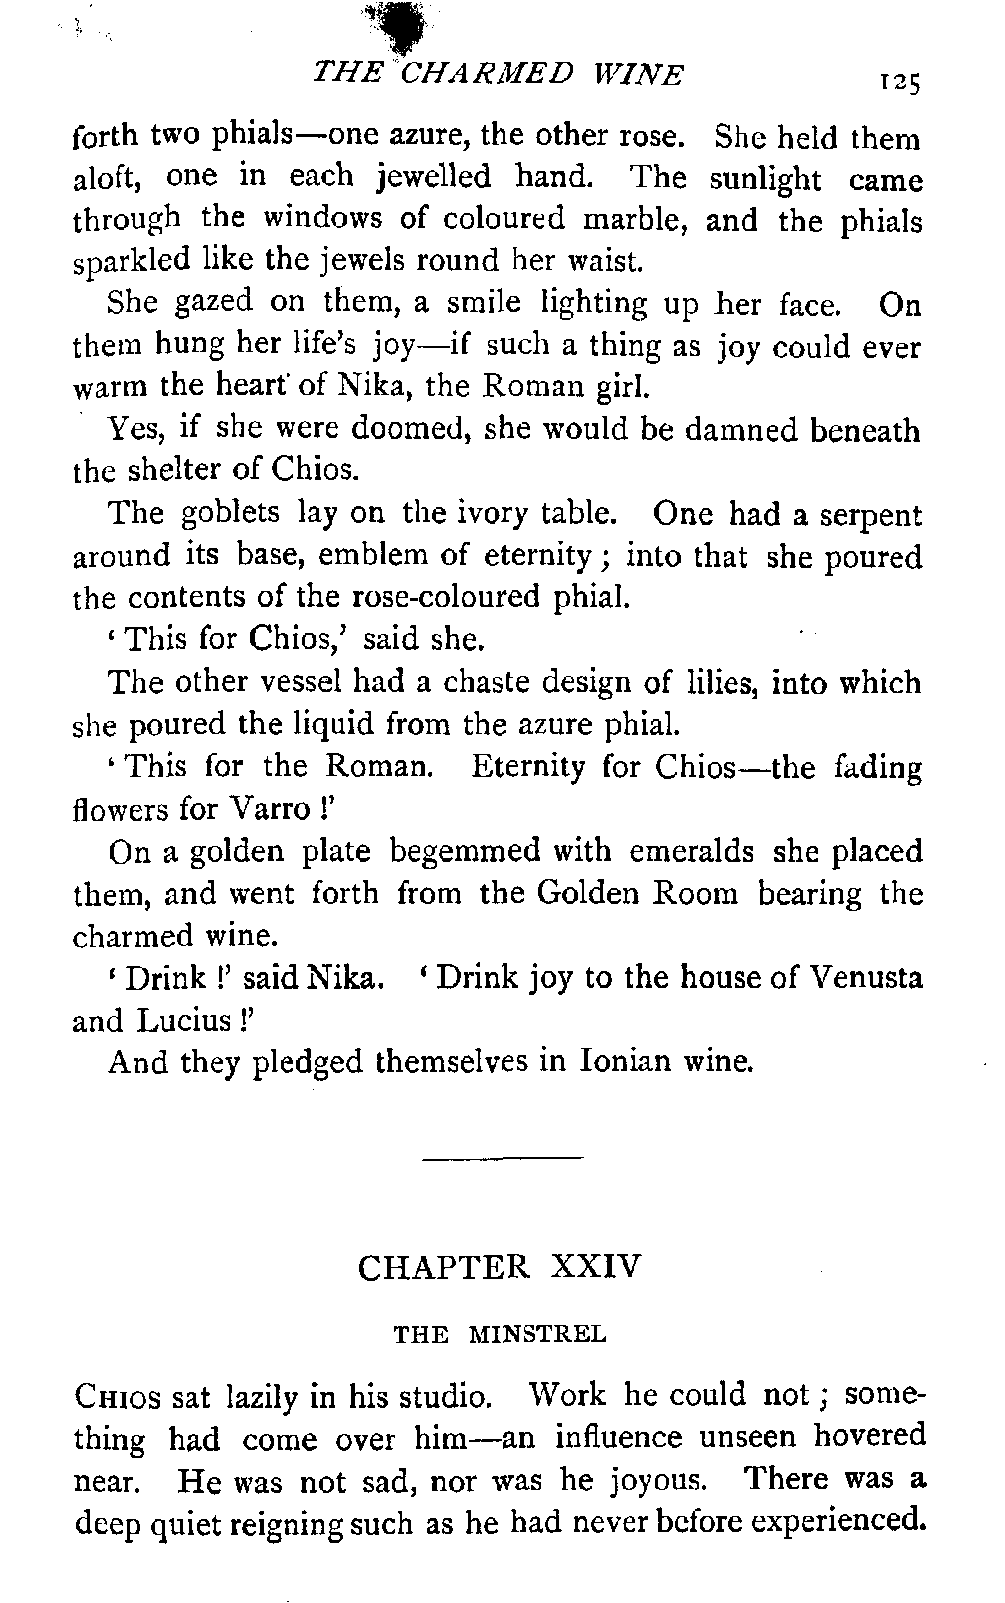 THE CHARMED WINE 125
forth two phials—one azure, the other rose. She held them
aloft, one in each jewelled hand. The sunlight came
through the windows of coloured marble, and the phials
sparkled like the jewels round her waist.
She gazed on them, a smile lighting up her face. On
them hung her life's joy—if such a thing as joy could ever
warm the heart of Nika, the Roman girl.
Yes, if she were doomed, she would be damned beneath
the shelter of Chios.
The goblets lay on the ivory table. One had a serpent
around its base, emblem of eternity ; into that she poured
the contents of the rose-coloured phial.
‘ This for Chios,’ said she.
The other vessel had a chaste design of lilies, into which
she poured the liquid from the azure phial.
‘ This for the Roman. Eternity for Chios—the fading
flowers for Varro !’
On a golden plate begemmed with emeralds she placed
them, and went forth from the Golden Room bearing the
charmed wine.
‘ Drink !’ said Nika. ‘ Drink joy to the house of Venusta
and Lucius !’
And they pledged themselves in Ionian wine.
CHAPTER XXIV
THE MINSTREL
CHIOS sat lazily in his studio. Work he could not ; some-
thing had come over him—an influence unseen hovered
near. He was not sad, nor was he joyous. There was a
deep quiet reigning such as he had never before experienced.